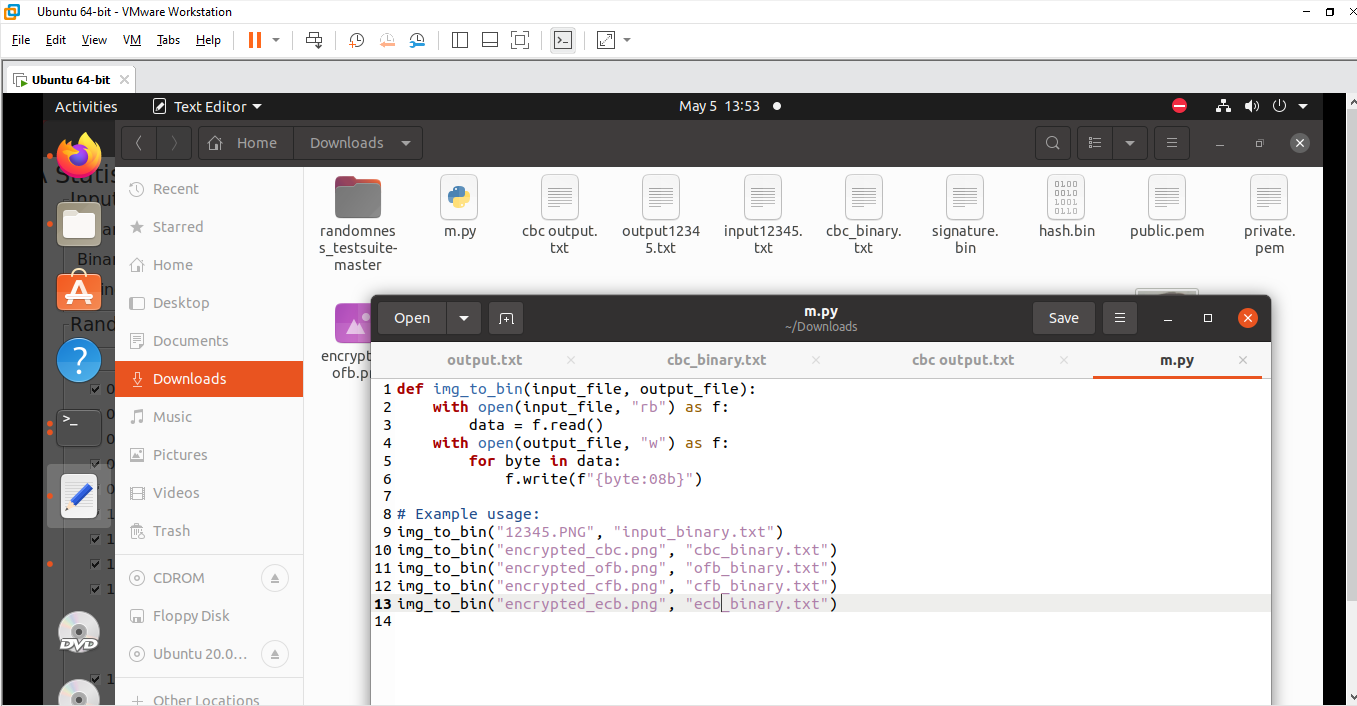 Ubuntu 64-bit - VMware Workstation
File Edit View VM Tabs Help
Ubuntu 64-bit
Activities Text Editor May 5 13:53
Home Downloads
Recent
Starred
Home
Desktop
Documents
Downloads
Music
Pictures
Videos
Trash
CDROM
Floppy Disk
Ubuntu 20.0...
Other Locations
randomnes
s_testsuite-
master
m.py
cbc output.
txt
output1234
5.txt
input12345.
txt
cbc_binary.
txt
signature.
bin
hash.bin
public.pem
private.
pem
Open
m.py
~/Downloads
Save
output.txt cbc_binary.txt cbc output.txt m.py
1 def img_to_bin(input_file, output_file):
2     with open(input_file, "rb") as f:
3         data = f.read()
4     with open(output_file, "w") as f:
5         for byte in data:
6             f.write(f"{byte:08b}")
7
8 # Example usage:
9 img_to_bin("12345.PNG", "input_binary.txt")
10 img_to_bin("encrypted_cbc.png", "cbc_binary.txt")
11 img_to_bin("encrypted_ofb.png", "ofb_binary.txt")
12 img_to_bin("encrypted_cfb.png", "cfb_binary.txt")
13 img_to_bin("encrypted_ecb.png", "ecb_binary.txt")
14
DVD